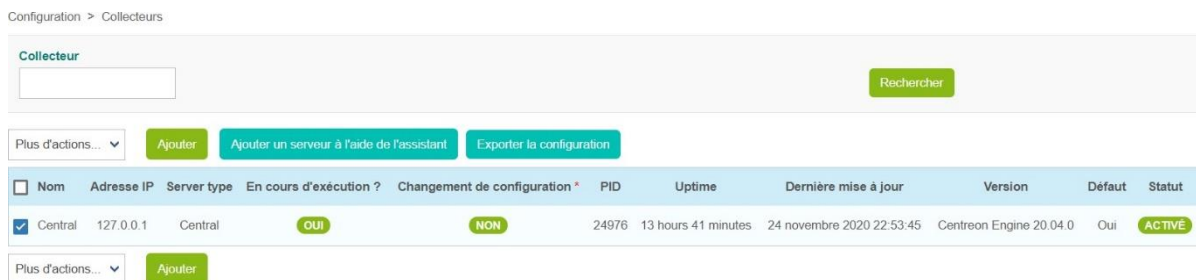 Configuration > Collecteurs
Collecteur
Rechercher
Plus d'actions... Ajouter Ajouter un serveur à l'aide de l'assistant Exporter la configuration
Nom Adresse IP Server type En cours d'exécution ? Changement de configuration * PID Uptime Dernière mise à jour Version Défaut Statut
Central 127.0.0.1 Central OUI NON 24976 13 hours 41 minutes 24 novembre 2020 22:53:45 Centreon Engine 20.04.0 Oui ACTIVÉ
Plus d'actions... Ajouter